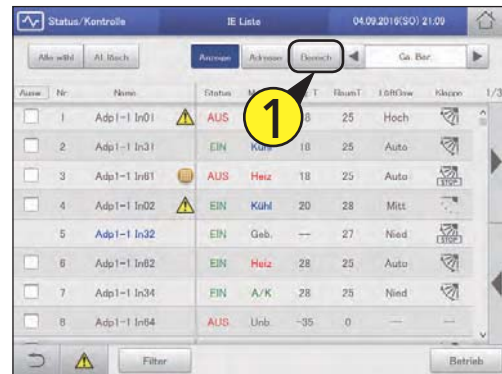 Status/Kontrolle IE Liste 04.09.2016(SO) 21:09
Alle wähl Al. lösch Anzeigen Adresse Bereich Ga. Ber.
Ausw. Nr. Name Status T RaumT LüftGsw Klappe 1/3
1 Adp1-1 In01 AUS 8 25 Hoch
2 Adp1-1 In31 EIN Kühl 18 25 Auto
3 Adp1-1 In61 AUS Heiz 18 25 Auto STOP
4 Adp1-1 In02 EIN Kühl 20 28 Mitt
5 Adp1-1 In32 EIN Geb. --- 27 Nied STOP
6 Adp1-1 In62 EIN Heiz 28 25 Auto
7 Adp1-1 In34 EIN A/K 28 25 Nied
8 Adp1-1 In64 AUS Unb. -35 0 --- ---
Filter Betrieb
1